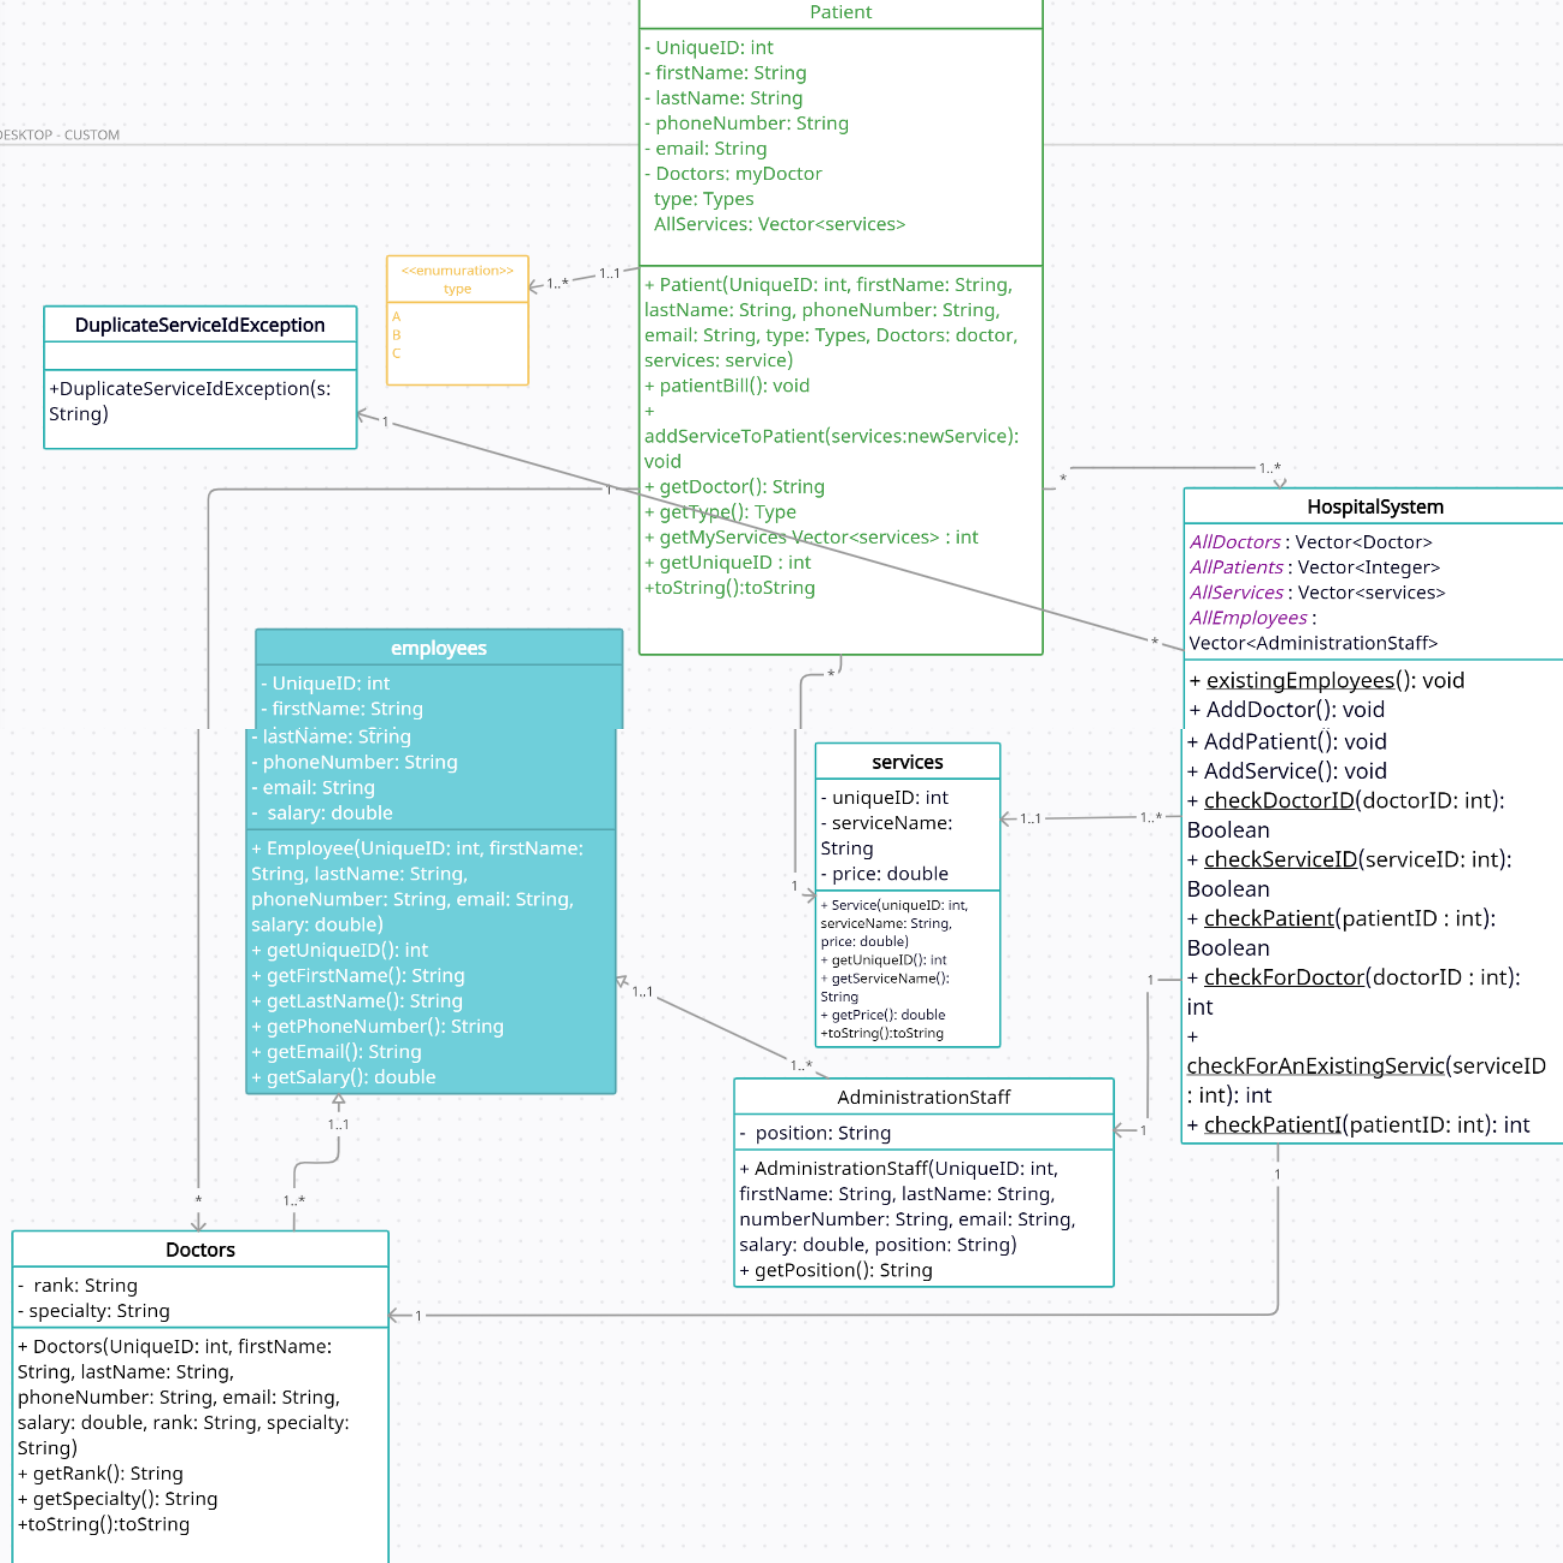 Patient
- UniqueID: int
- firstName: String
- lastName: String
- phoneNumber: String
- email: String
- Doctors: myDoctor
type: Types
AllServices: Vector<services>
+ Patient(UniqueID: int, firstName: String,
lastName: String, phoneNumber: String,
email: String, type: Types, Doctors: doctor,
services: service)
+ patientBill(): void
+
addServiceToPatient(services:newService):
void
+ getDoctor(): String
+ getType(): Type
+ getMyServices Vector<services> : int
+ getUniqueID : int
+toString():toString
DESKTOP - CUSTOM
<<enumuration>>
type
A
B
C
1..*
1..1
DuplicateServiceIdException
+DuplicateServiceIdException(s:
String)
1
1
*
1..*
*
HospitalSystem
AllDoctors : Vector<Doctor>
AllPatients : Vector<Integer>
AllServices : Vector<services>
AllEmployees :
Vector<AdministrationStaff>
+ existingEmployees(): void
+ AddDoctor(): void
+ AddPatient(): void
+ AddService(): void
+ checkDoctorID(doctorID: int):
Boolean
+ checkServiceID(serviceID: int):
Boolean
+ checkPatient(patientID : int):
Boolean
+ checkForDoctor(doctorID : int):
int
+
checkForAnExistingServic(serviceID
: int): int
+ checkPatientI(patientID: int): int
employees
- UniqueID: int
- firstName: String
- lastName: String
- phoneNumber: String
- email: String
-  salary: double
+ Employee(UniqueID: int, firstName:
String, lastName: String,
phoneNumber: String, email: String,
salary: double)
+ getUniqueID(): int
+ getFirstName(): String
+ getLastName(): String
+ getPhoneNumber(): String
+ getEmail(): String
+ getSalary(): double
*
services
- uniqueID: int
- serviceName:
String
- price: double
+ Service(uniqueID: int,
serviceName: String,
price: double)
+ getUniqueID(): int
+ getServiceName():
String
+ getPrice(): double
+toString():toString
1
1..1
1..*
1..1
1..*
1
1
AdministrationStaff
-  position: String
+ AdministrationStaff(UniqueID: int,
firstName: String, lastName: String,
numberNumber: String, email: String,
salary: double, position: String)
+ getPosition(): String
1..1
1..*
*
1
1
Doctors
-  rank: String
- specialty: String
+ Doctors(UniqueID: int, firstName:
String, lastName: String,
phoneNumber: String, email: String,
salary: double, rank: String, specialty:
String)
+ getRank(): String
+ getSpecialty(): String
+toString():toString